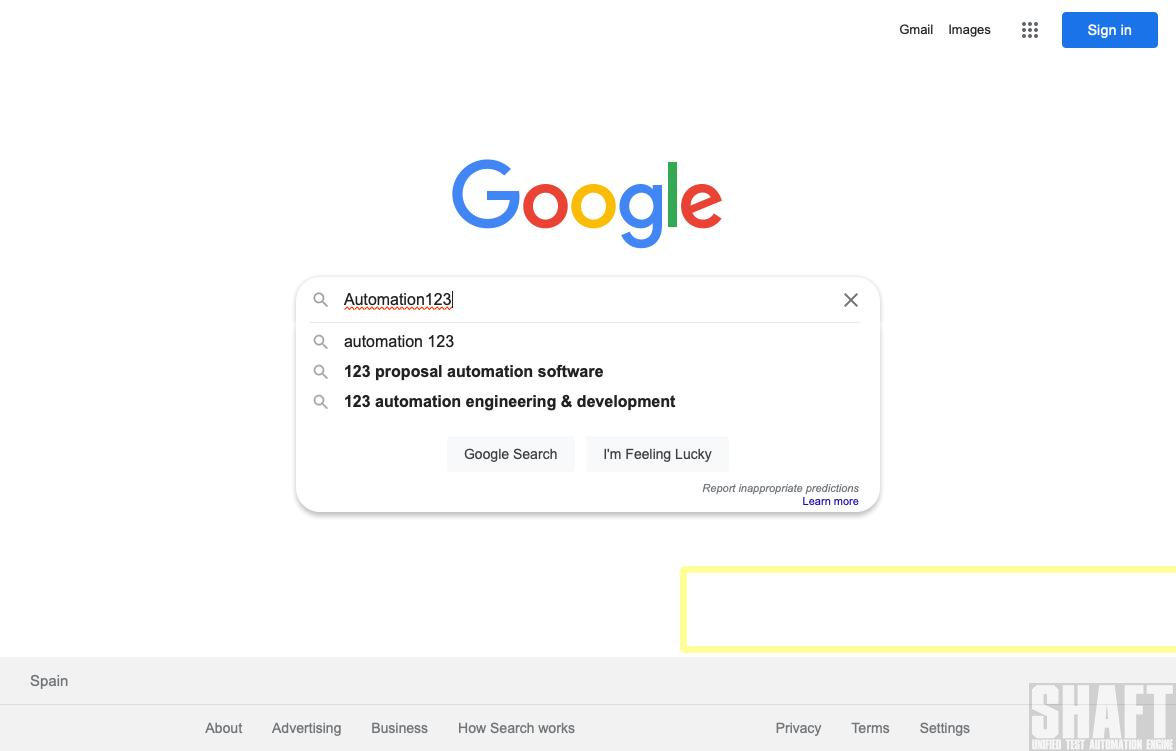 Gmail Images Sign in
Google
Automation123
automation 123
123 proposal automation software
123 automation engineering & development
Google Search I'm Feeling Lucky
Report inappropriate predictions
Learn more
Spain
About Advertising Business How Search works Privacy Terms Settings
SHAFT
UNIFIED TEST AUTOMATION ENGINE